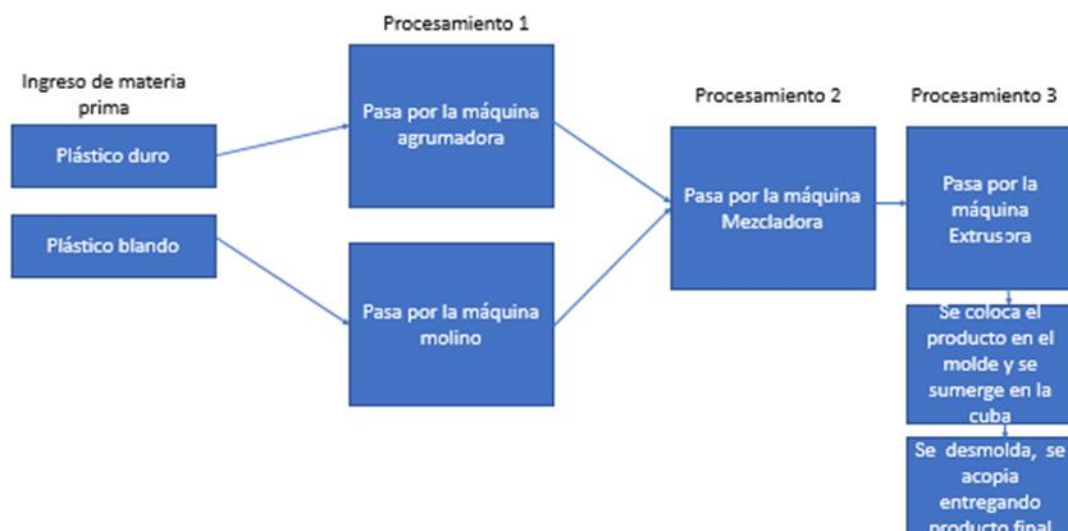 Procesamiento 1
Ingreso de materia
prima
Plástico duro
Plástico blando
Pasa por la máquina
agrumadora
Pasa por la máquina
molino
Procesamiento 2
Pasa por la máquina
Mezcladora
Procesamiento 3
Pasa por la
máquina
Extrusora
Se coloca el
producto en el
molde y se
sumerge en la
cuba
Se desmolda, se
acopia
entregando
producto final